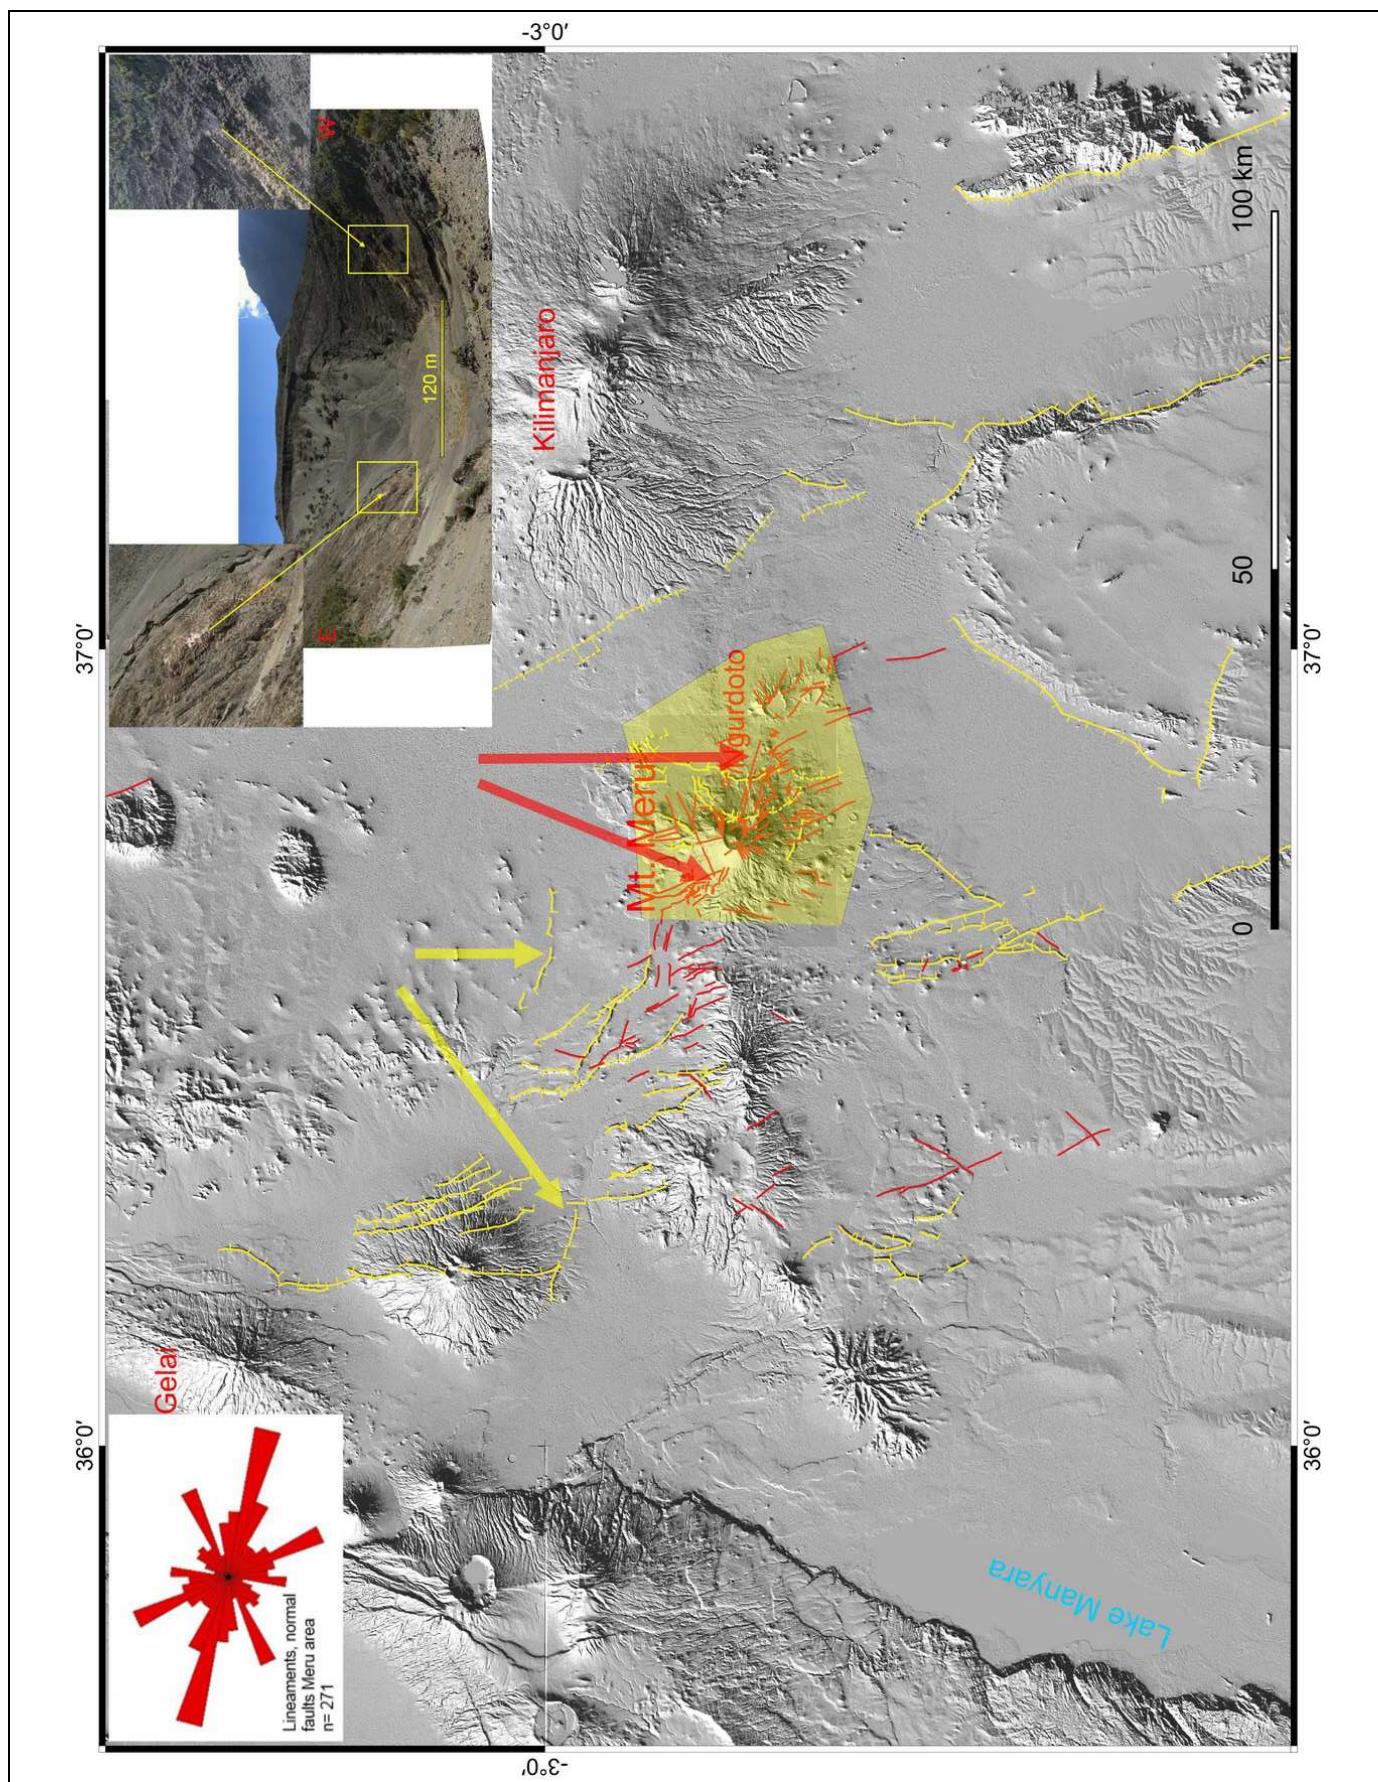 -3°0′
W
E
120 m
Kilimanjaro
100 km
50
0
37°0′
37°0′
Mt. Meru
Ngurdoto
Gelai
36°0′
36°0′
Lineaments, normal
faults Meru area
n= 271
Lake Manyara
-3°0′